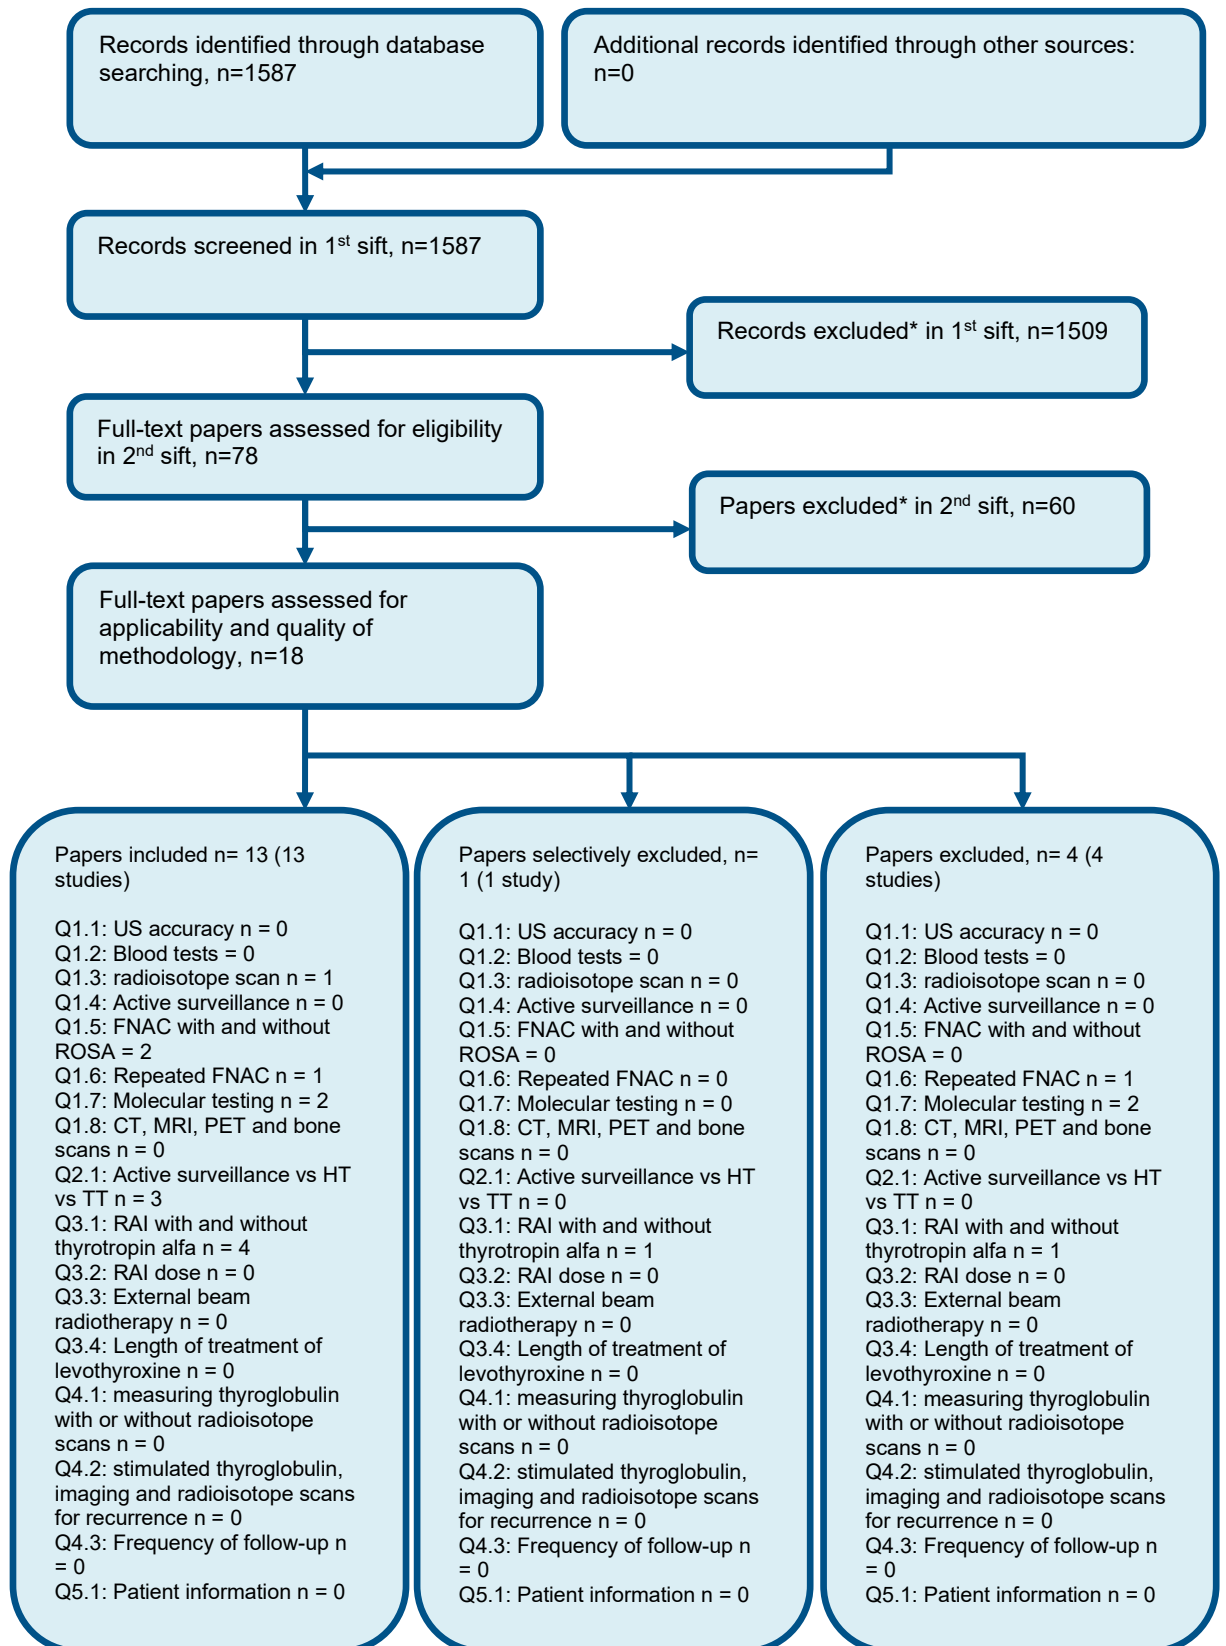 Records identified through database
searching, n=1587
Additional records identified through other sources:
n=0
Records screened in 1st sift, n=1587
Records excluded* in 1st sift, n=1509
Full-text papers assessed for eligibility
in 2nd sift, n=78
Papers excluded* in 2nd sift, n=60
Full-text papers assessed for
applicability and quality of
methodology, n=18
Papers included n= 13 (13
studies)
Q1.1: US accuracy n = 0
Q1.2: Blood tests = 0
Q1.3: radioisotope scan n = 1
Q1.4: Active surveillance n = 0
Q1.5: FNAC with and without
ROSA = 2
Q1.6: Repeated FNAC n = 1
Q1.7: Molecular testing n = 2
Q1.8: CT, MRI, PET and bone
scans n = 0
Q2.1: Active surveillance vs HT
vs TT n = 3
Q3.1: RAI with and without
thyrotropin alfa n = 4
Q3.2: RAI dose n = 0
Q3.3: External beam
radiotherapy n = 0
Q3.4: Length of treatment of
levothyroxine n = 0
Q4.1: measuring thyroglobulin
with or without radioisotope
scans n = 0
Q4.2: stimulated thyroglobulin,
imaging and radioisotope scans
for recurrence n = 0
Q4.3: Frequency of follow-up n
= 0
Q5.1: Patient information n = 0
Papers selectively excluded, n=
1 (1 study)
Q1.1: US accuracy n = 0
Q1.2: Blood tests = 0
Q1.3: radioisotope scan n = 0
Q1.4: Active surveillance n = 0
Q1.5: FNAC with and without
ROSA = 0
Q1.6: Repeated FNAC n = 0
Q1.7: Molecular testing n = 0
Q1.8: CT, MRI, PET and bone
scans n = 0
Q2.1: Active surveillance vs HT
vs TT n = 0
Q3.1: RAI with and without
thyrotropin alfa n = 1
Q3.2: RAI dose n = 0
Q3.3: External beam
radiotherapy n = 0
Q3.4: Length of treatment of
levothyroxine n = 0
Q4.1: measuring thyroglobulin
with or without radioisotope
scans n = 0
Q4.2: stimulated thyroglobulin,
imaging and radioisotope scans
for recurrence n = 0
Q4.3: Frequency of follow-up n
= 0
Q5.1: Patient information n = 0
Papers excluded, n= 4 (4
studies)
Q1.1: US accuracy n = 0
Q1.2: Blood tests = 0
Q1.3: radioisotope scan n = 0
Q1.4: Active surveillance n = 0
Q1.5: FNAC with and without
ROSA = 0
Q1.6: Repeated FNAC n = 1
Q1.7: Molecular testing n = 2
Q1.8: CT, MRI, PET and bone
scans n = 0
Q2.1: Active surveillance vs HT
vs TT n = 0
Q3.1: RAI with and without
thyrotropin alfa n = 1
Q3.2: RAI dose n = 0
Q3.3: External beam
radiotherapy n = 0
Q3.4: Length of treatment of
levothyroxine n = 0
Q4.1: measuring thyroglobulin
with or without radioisotope
scans n = 0
Q4.2: stimulated thyroglobulin,
imaging and radioisotope scans
for recurrence n = 0
Q4.3: Frequency of follow-up n
= 0
Q5.1: Patient information n = 0